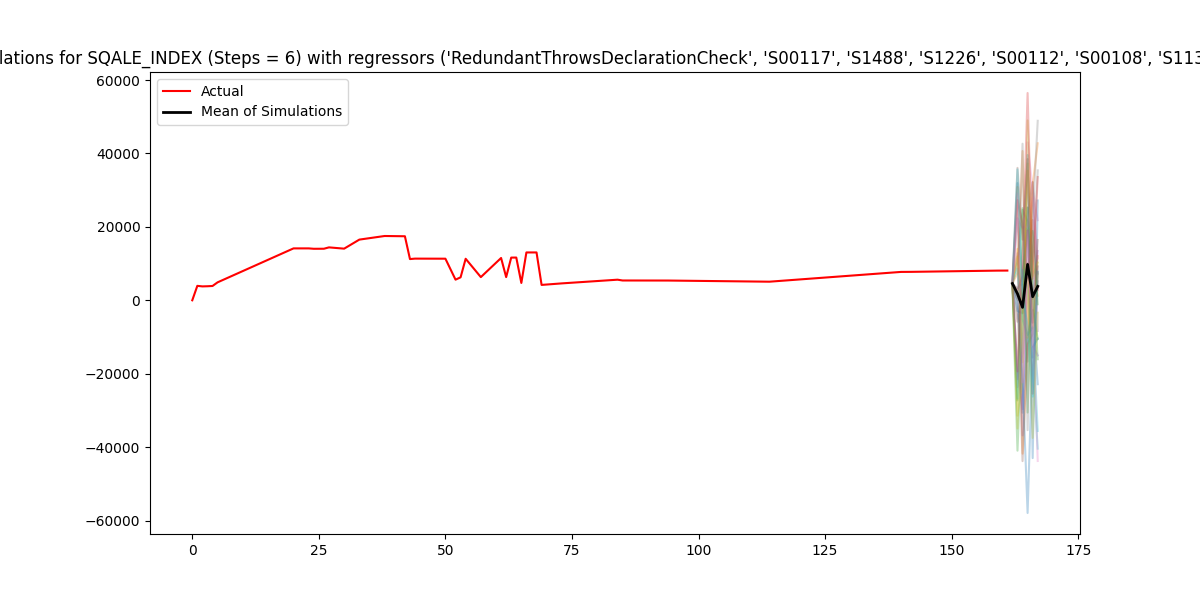 lations for SQALE_INDEX (Steps = 6) with regressors ('RedundantThrowsDeclarationCheck', 'S00117', 'S1488', 'S1226', 'S00112', 'S00108', 'S113
Actual
Mean of Simulations
60000
40000
20000
0
−20000
−40000
−60000
0 25 50 75 100 125 150 175